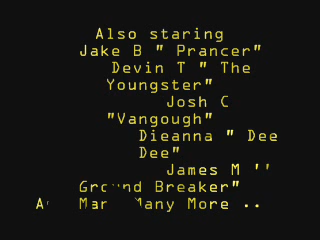 Also staring
Jake B " Prancer"
Devin T " The
Youngster"
Josh C
"Vangough"
Dieanna " Dee
Dee"
James M ''
Ground Breaker"
Many More ..